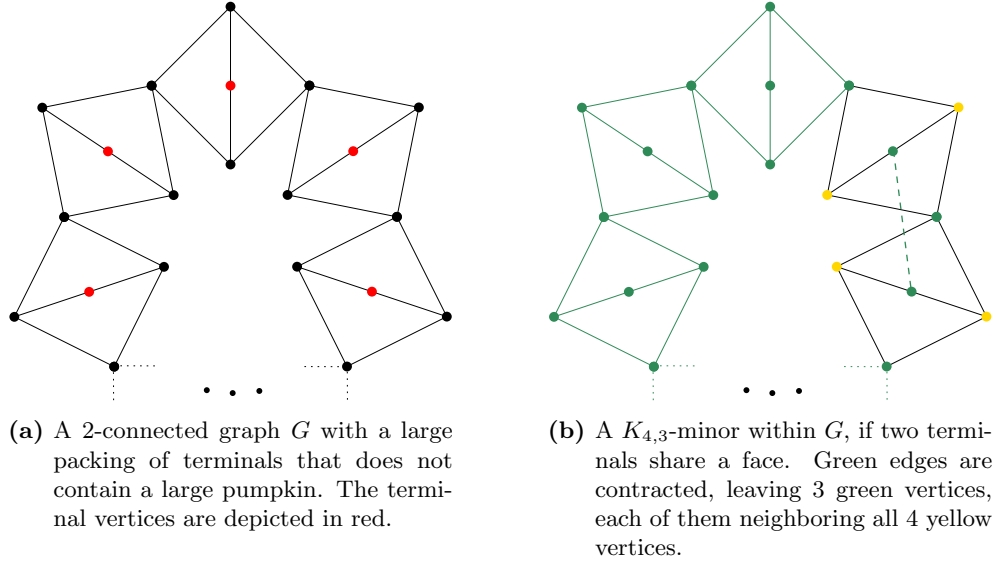 (a) A 2-connected graph G with a large
packing of terminals that does not
contain a large pumpkin. The termi-
nal vertices are depicted in red.
(b) A K_{4,3}-minor within G, if two termi-
nals share a face. Green edges are
contracted, leaving 3 green vertices,
each of them neighboring all 4 yellow
vertices.